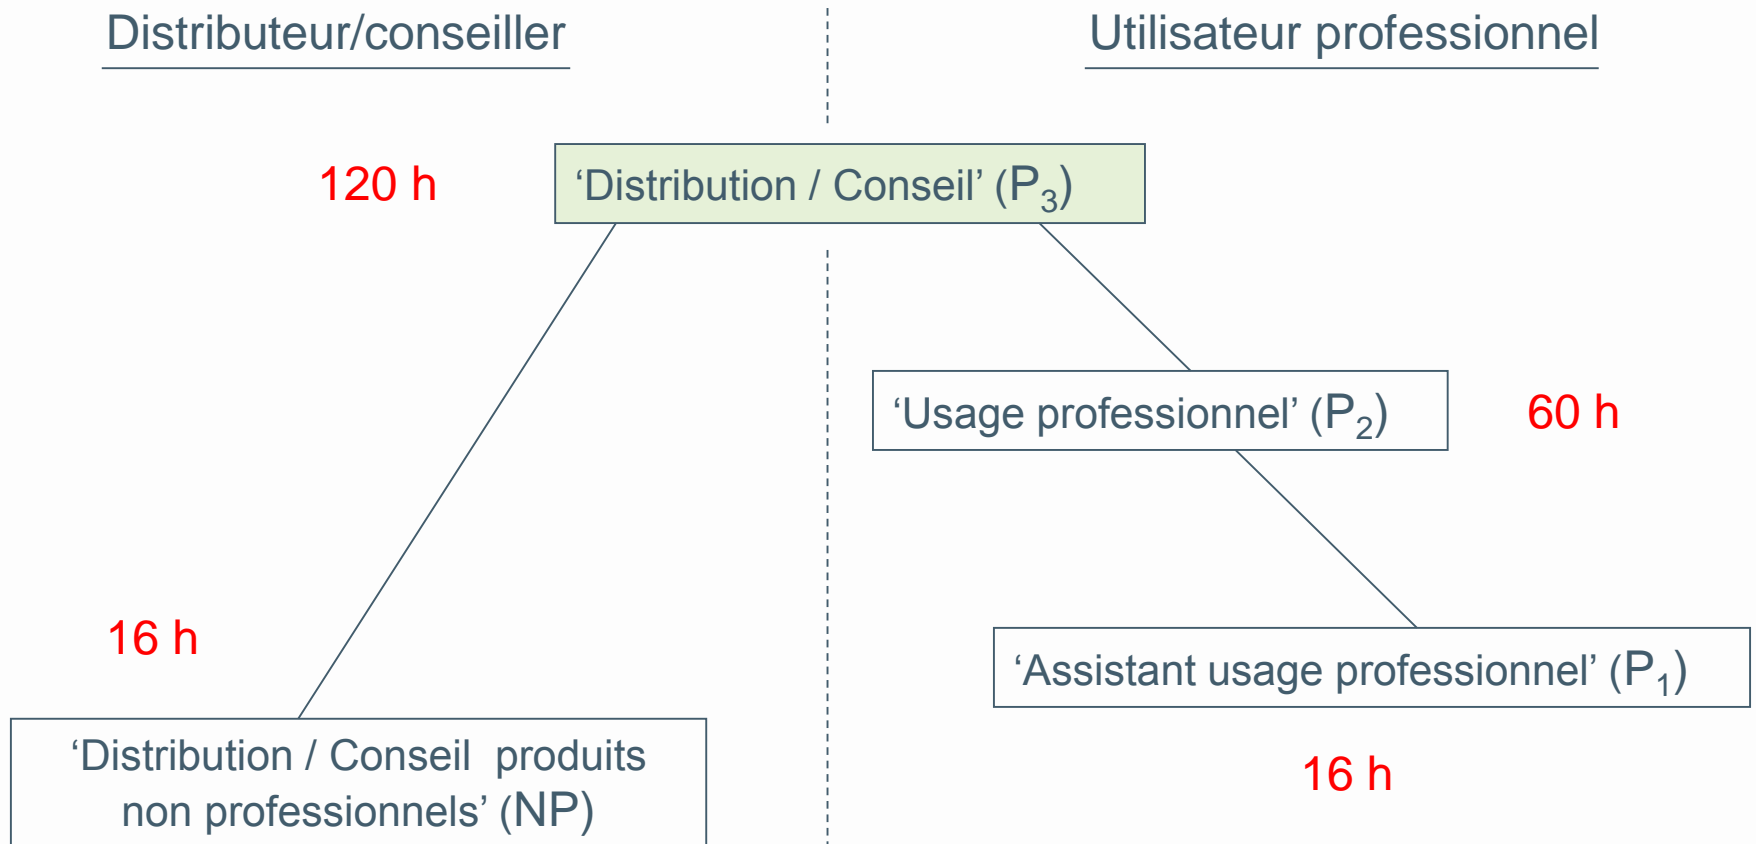 Distributeur/conseiller
Utilisateur professionnel
120 h
‘Distribution / Conseil’ (P₃)
‘Usage professionnel’ (P₂)
60 h
16 h
‘Assistant usage professionnel’ (P₁)
‘Distribution / Conseil produits
non professionnels’ (NP)
16 h